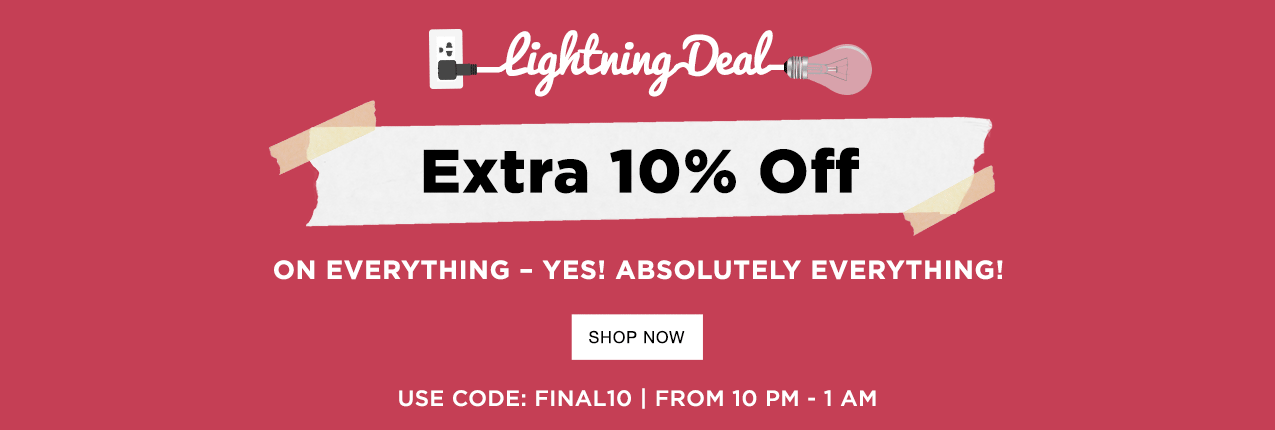 Lightning Deal
Extra 10% Off
ON EVERYTHING – YES! ABSOLUTELY EVERYTHING!
SHOP NOW
USE CODE: FINAL10 | FROM 10 PM - 1 AM